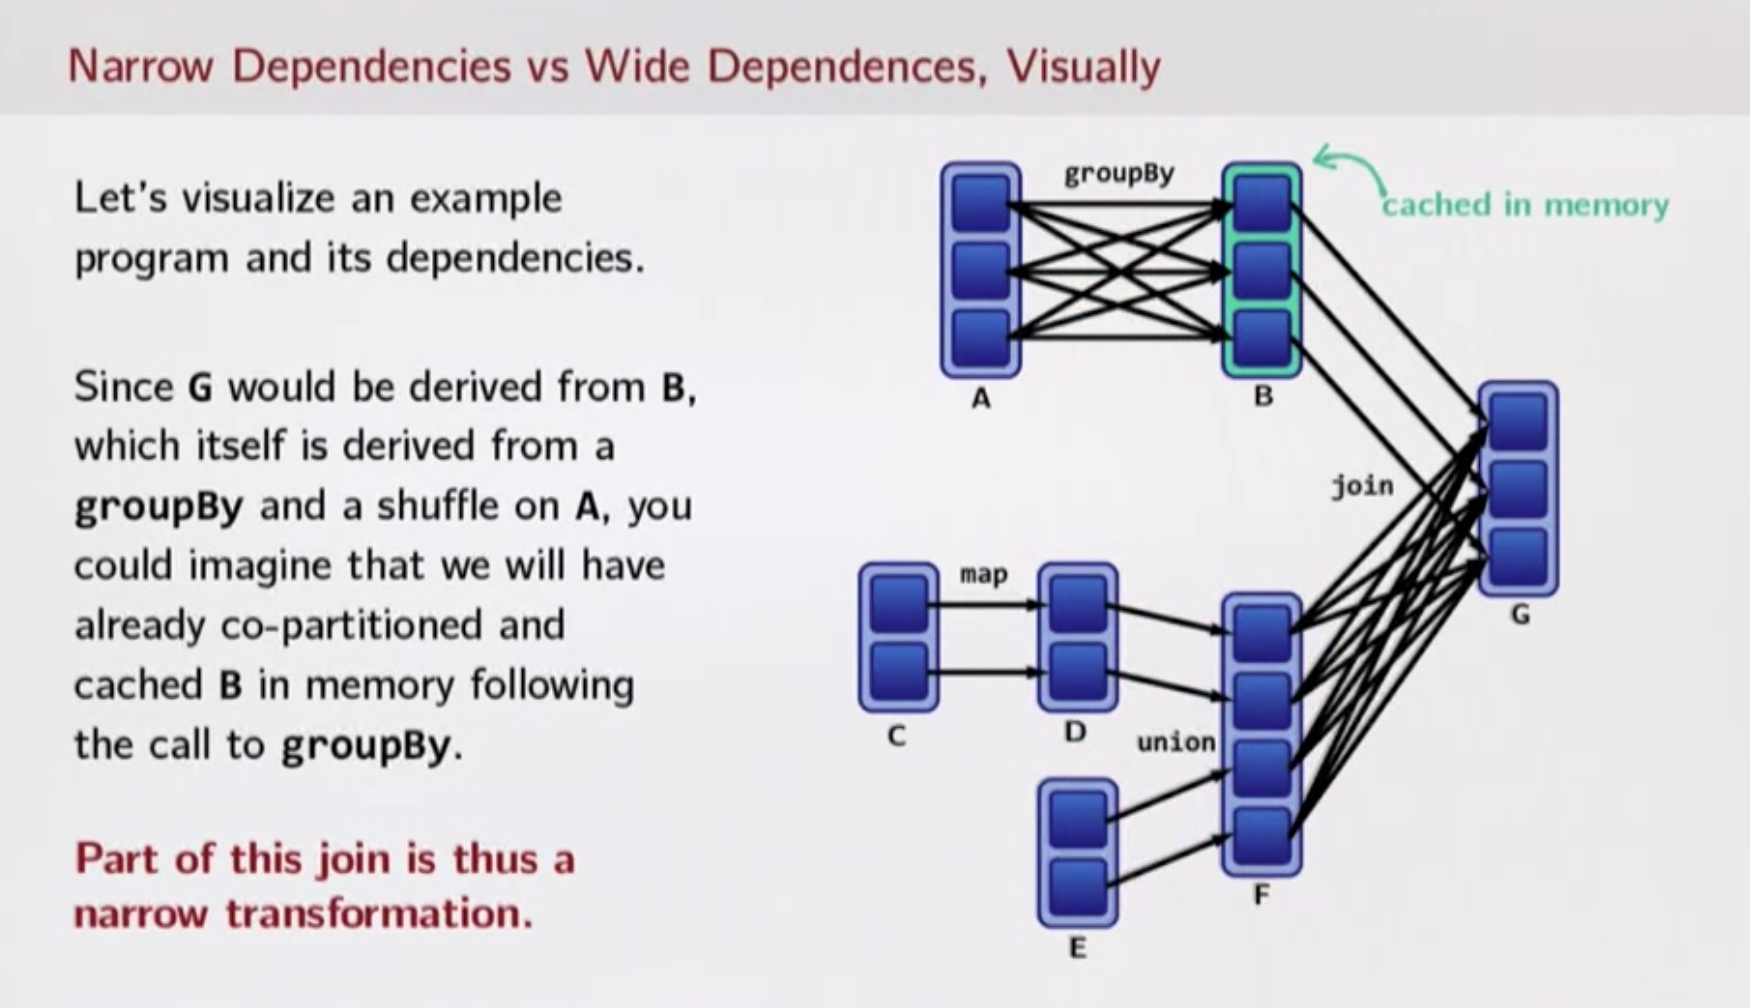 Narrow Dependencies vs Wide Dependences, Visually
Let's visualize an example
program and its dependencies.
Since G would be derived from B,
which itself is derived from a
groupBy and a shuffle on A, you
could imagine that we will have
already co-partitioned and
cached B in memory following
the call to groupBy.
Part of this join is thus a
narrow transformation.
groupBy
cached in memory
A
B
join
map
G
C
D
union
F
E